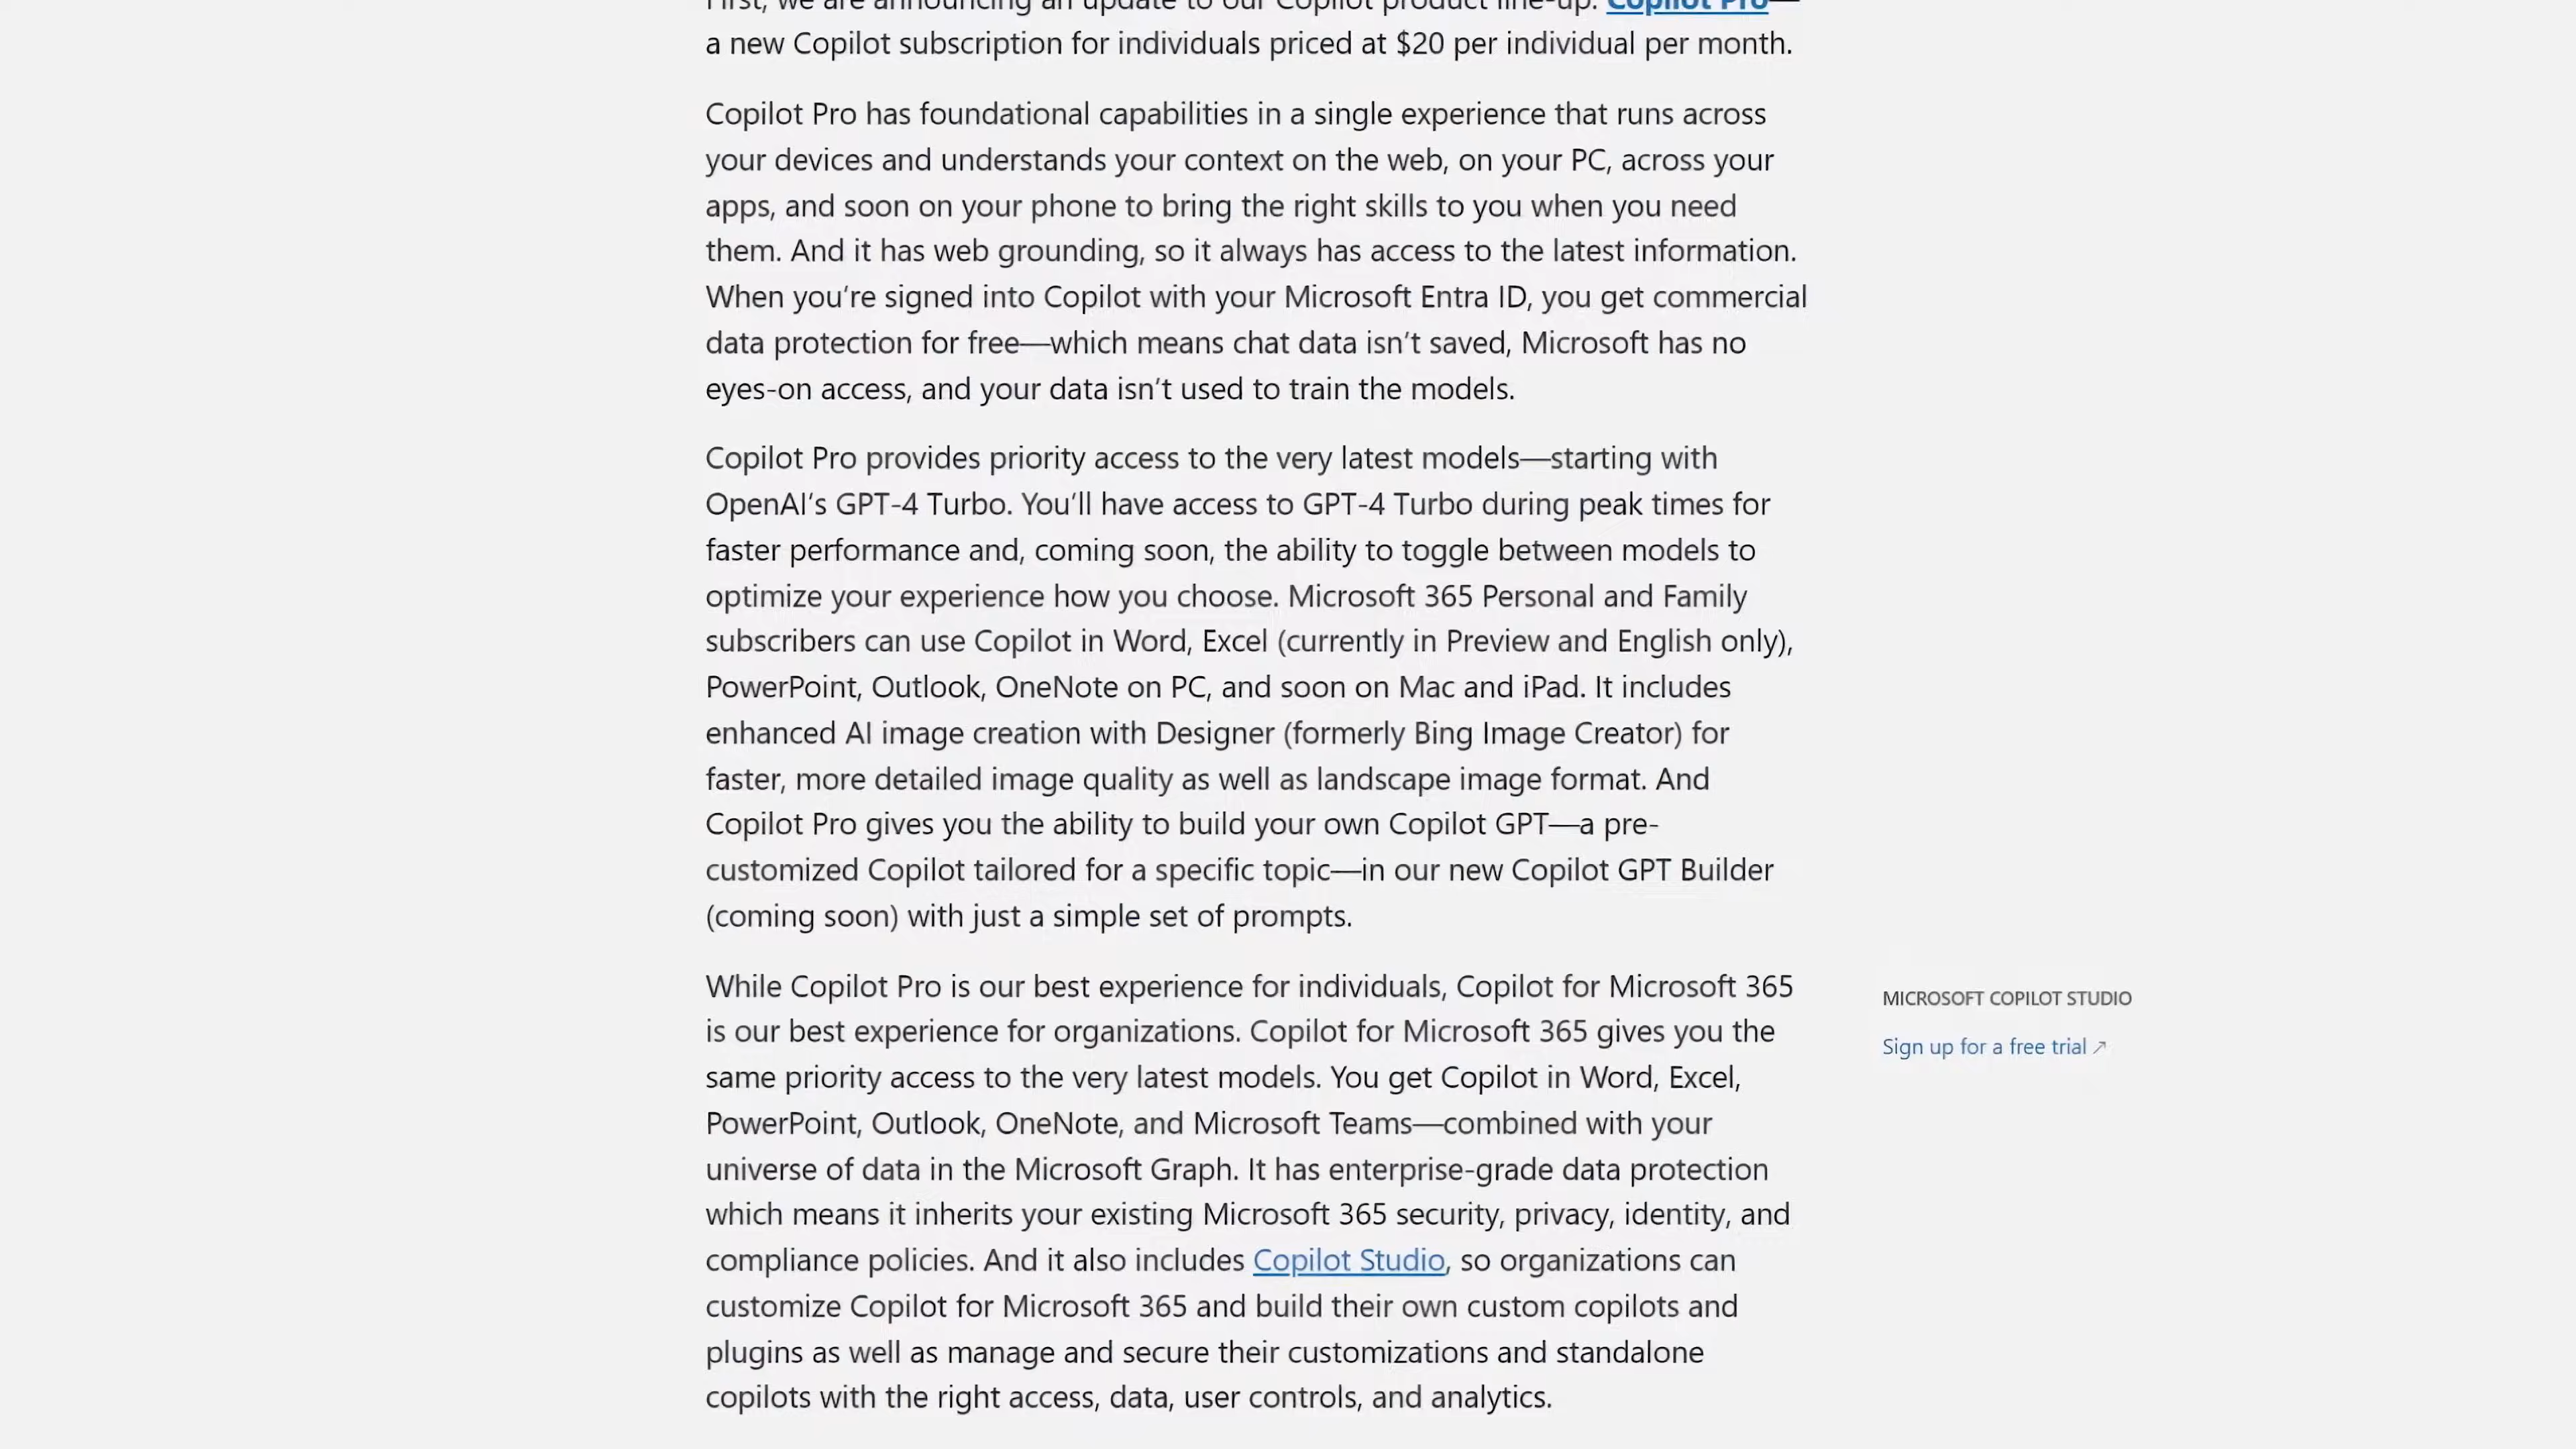 First, we are announcing an update to our Copilot product line-up: Copilot Pro—
a new Copilot subscription for individuals priced at $20 per individual per month.
Copilot Pro has foundational capabilities in a single experience that runs across
your devices and understands your context on the web, on your PC, across your
apps, and soon on your phone to bring the right skills to you when you need
them. And it has web grounding, so it always has access to the latest information.
When you’re signed into Copilot with your Microsoft Entra ID, you get commercial
data protection for free—which means chat data isn’t saved, Microsoft has no
eyes-on access, and your data isn’t used to train the models.
Copilot Pro provides priority access to the very latest models—starting with
OpenAI’s GPT-4 Turbo. You’ll have access to GPT-4 Turbo during peak times for
faster performance and, coming soon, the ability to toggle between models to
optimize your experience how you choose. Microsoft 365 Personal and Family
subscribers can use Copilot in Word, Excel (currently in Preview and English only),
PowerPoint, Outlook, OneNote on PC, and soon on Mac and iPad. It includes
enhanced AI image creation with Designer (formerly Bing Image Creator) for
faster, more detailed image quality as well as landscape image format. And
Copilot Pro gives you the ability to build your own Copilot GPT—a pre-
customized Copilot tailored for a specific topic—in our new Copilot GPT Builder
(coming soon) with just a simple set of prompts.
While Copilot Pro is our best experience for individuals, Copilot for Microsoft 365
is our best experience for organizations. Copilot for Microsoft 365 gives you the
same priority access to the very latest models. You get Copilot in Word, Excel,
PowerPoint, Outlook, OneNote, and Microsoft Teams—combined with your
universe of data in the Microsoft Graph. It has enterprise-grade data protection
which means it inherits your existing Microsoft 365 security, privacy, identity, and
compliance policies. And it also includes Copilot Studio, so organizations can
customize Copilot for Microsoft 365 and build their own custom copilots and
plugins as well as manage and secure their customizations and standalone
copilots with the right access, data, user controls, and analytics.
MICROSOFT COPILOT STUDIO
Sign up for a free trial ↗